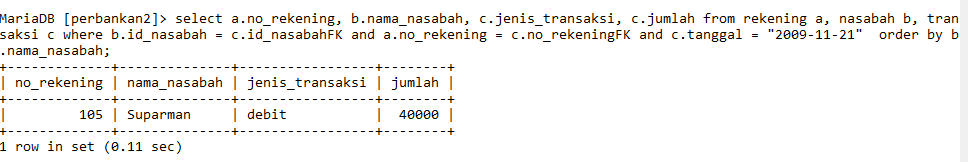 MariaDB [perbankan2]> select a.no_rekening, b.nama_nasabah, c.jenis_transaksi, c.jumlah from rekening a, nasabah b, tran
saksi c where b.id_nasabah = c.id_nasabahFK and a.no_rekening = c.no_rekeningFK and c.tanggal = "2009-11-21"  order by b
.nama_nasabah;
+-------------+--------------+-----------------+--------+
| no_rekening | nama_nasabah | jenis_transaksi | jumlah |
+-------------+--------------+-----------------+--------+
|         105 | Suparman     | debit           |  40000 |
+-------------+--------------+-----------------+--------+
1 row in set (0.11 sec)